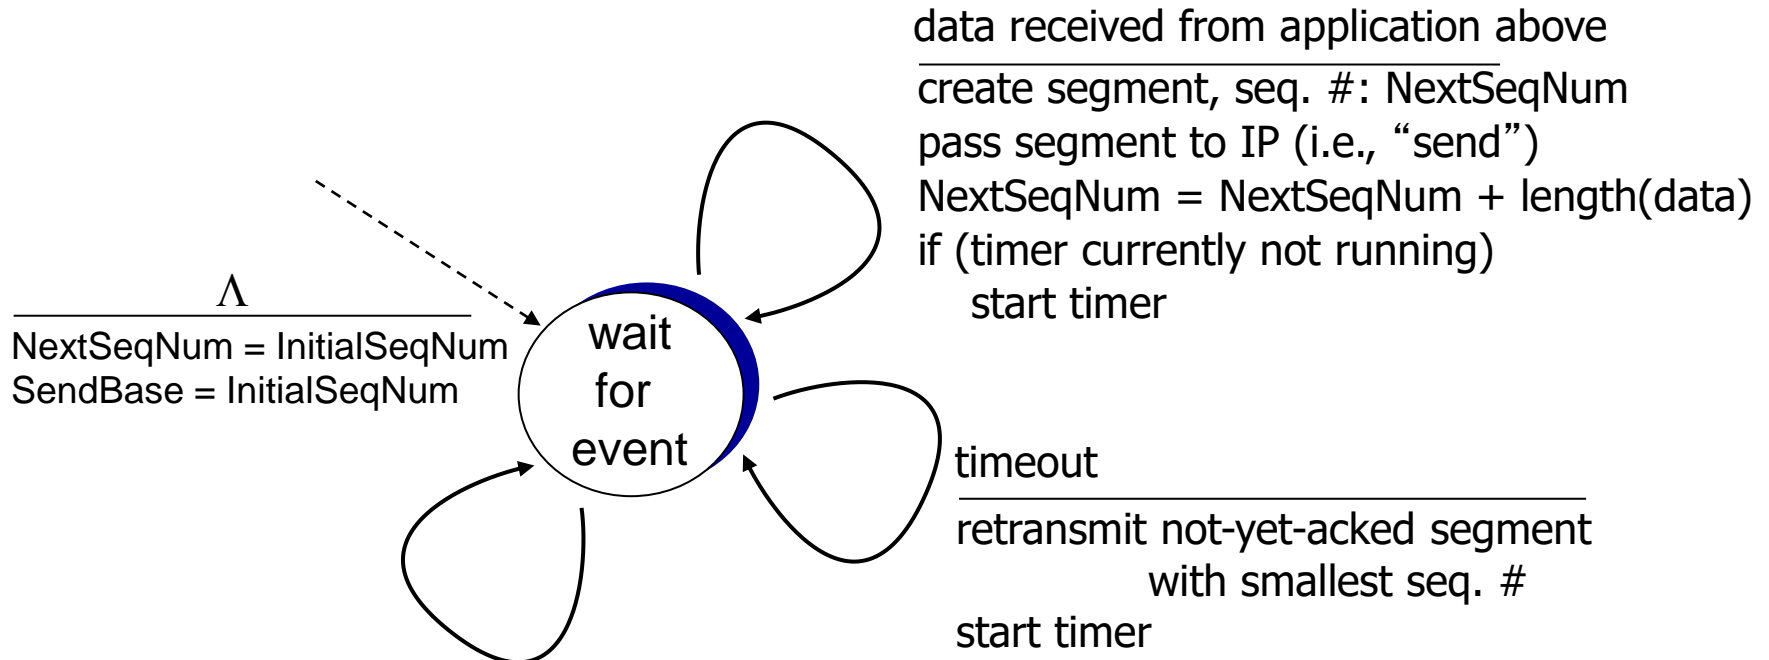 data received from application above
create segment, seq. #: NextSeqNum
pass segment to IP (i.e., “send”)
NextSeqNum = NextSeqNum + length(data)
if (timer currently not running)
start timer
Λ
NextSeqNum = InitialSeqNum
SendBase = InitialSeqNum
wait
for
event
timeout
retransmit not-yet-acked segment
with smallest seq. #
start timer